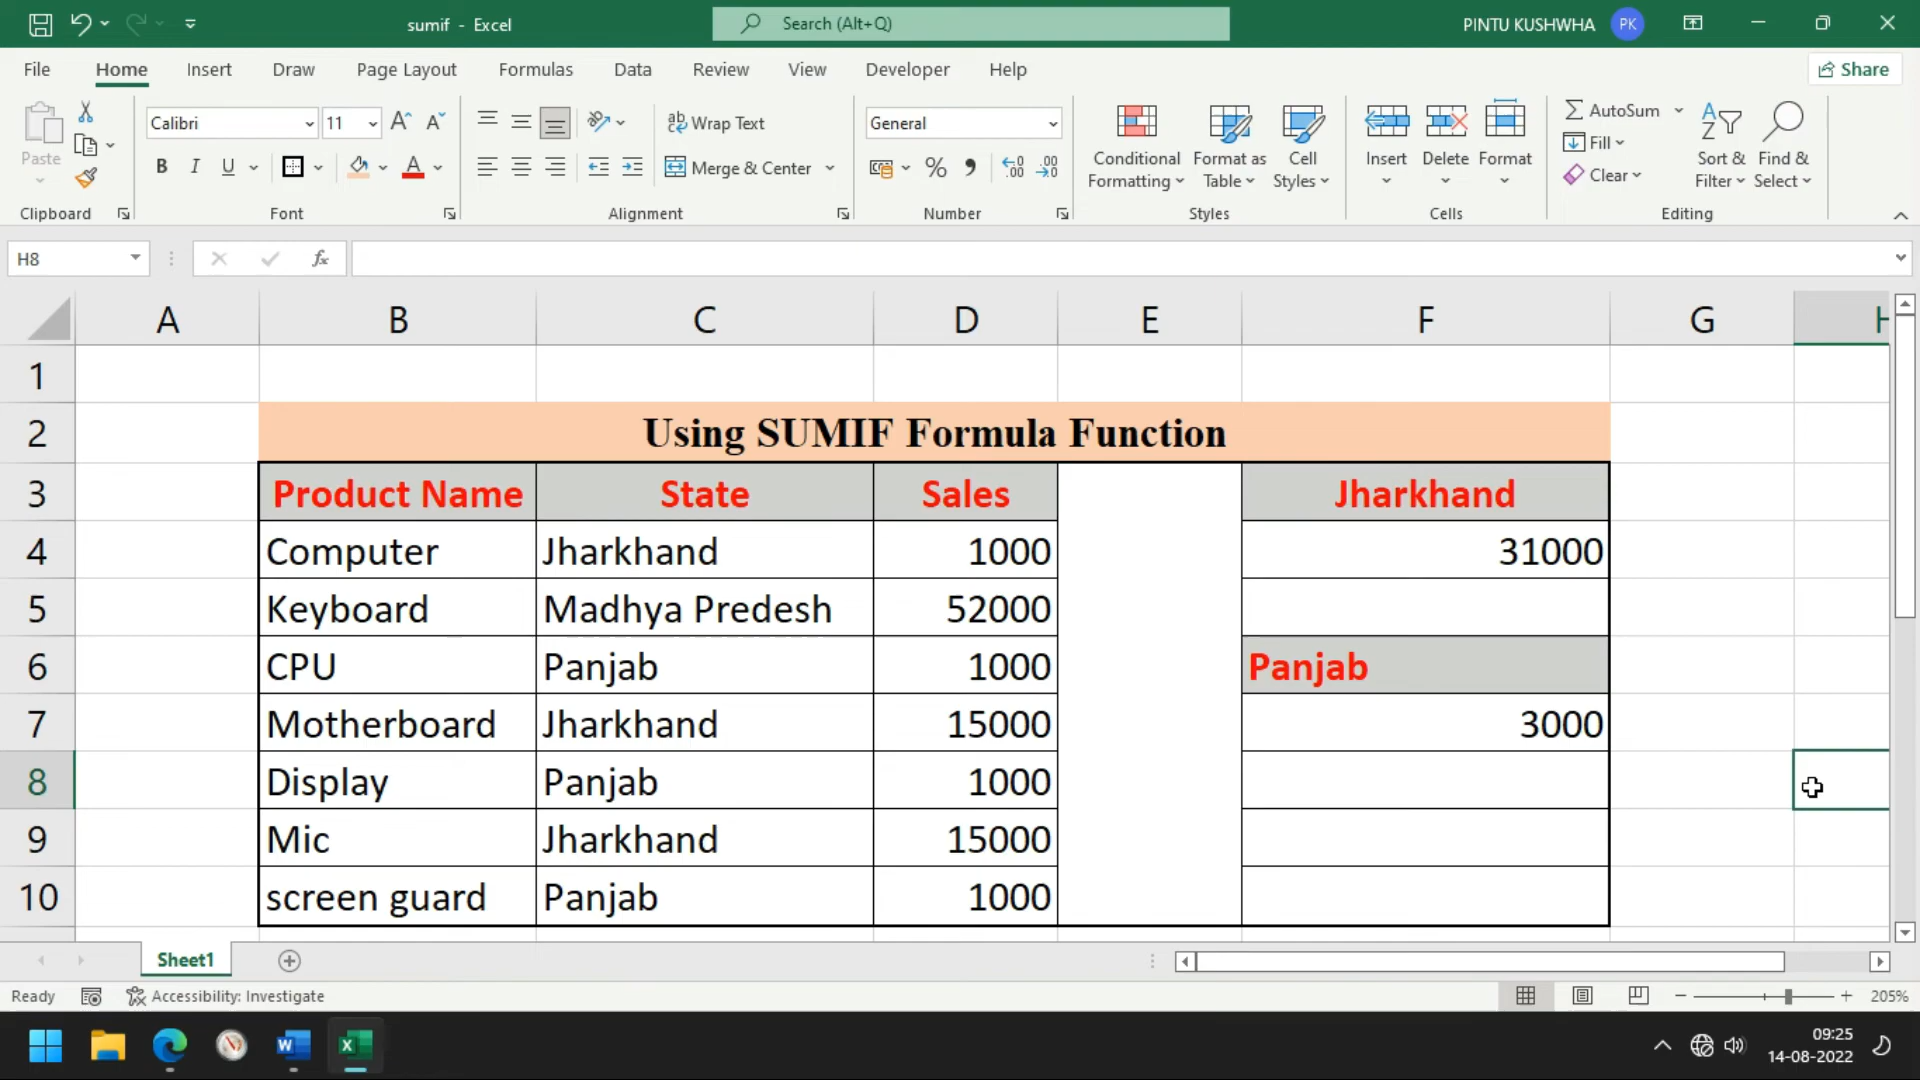 sumif - Excel
Search (Alt+Q)
PINTU KUSHWHA
PK
File Home Insert Draw Page Layout Formulas Data Review View Developer Help
Share
Paste
Clipboard
Calibri 11
B I U
Font
Wrap Text
Merge & Center
Alignment
General
Number
Conditional Formatting
Format as Table
Cell Styles
Styles
Insert
Delete
Format
Cells
AutoSum
Fill
Clear
Sort & Filter
Find & Select
Editing
H8
fx
A B C D E F G H
1
2 Using SUMIF Formula Function
3 Product Name State Sales Jharkhand
4 Computer Jharkhand 1000 31000
5 Keyboard Madhya Predesh 52000
6 CPU Panjab 1000 Panjab
7 Motherboard Jharkhand 15000 3000
8 Display Panjab 1000
9 Mic Jharkhand 15000
10 screen guard Panjab 1000
Sheet1
Ready
Accessibility: Investigate
205%
09:25
14-08-2022